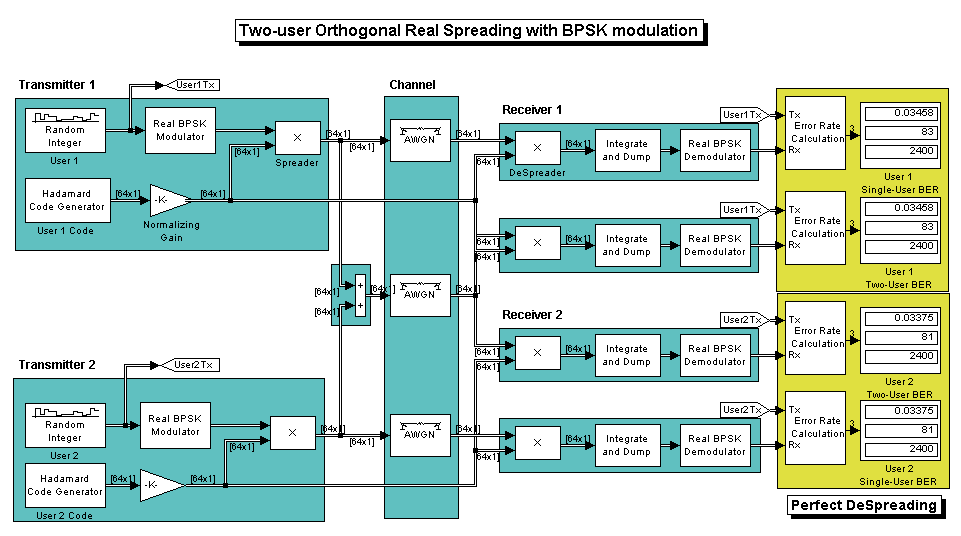 Two-user Orthogonal Real Spreading with BPSK modulation
Transmitter 1
User1Tx
Random
Integer
User 1
Real BPSK
Modulator
×
Spreader
[64x1]
[64x1]
[64x1]
Hadamard
Code Generator
User 1 Code
[64x1]
-K-
Normalizing
Gain
[64x1]
Channel
AWGN
[64x1]
[64x1]
+
+
[64x1]
[64x1]
[64x1]
AWGN
[64x1]
AWGN
[64x1]
Receiver 1
×
DeSpreader
[64x1]
[64x1]
Integrate
and Dump
Real BPSK
Demodulator
User1Tx
Tx
Rx
Error Rate
Calculation
3
0.03458
83
2400
User 1
Single-User BER
[64x1]
[64x1]
×
[64x1]
Integrate
and Dump
Real BPSK
Demodulator
User1Tx
Tx
Rx
Error Rate
Calculation
3
0.03458
83
2400
User 1
Two-User BER
Receiver 2
[64x1]
[64x1]
×
[64x1]
Integrate
and Dump
Real BPSK
Demodulator
User2Tx
Tx
Rx
Error Rate
Calculation
3
0.03375
81
2400
User 2
Two-User BER
[64x1]
×
[64x1]
Integrate
and Dump
Real BPSK
Demodulator
User2Tx
Tx
Rx
Error Rate
Calculation
3
0.03375
81
2400
User 2
Single-User BER
Transmitter 2
User2Tx
Random
Integer
User 2
Real BPSK
Modulator
×
[64x1]
[64x1]
[64x1]
Hadamard
Code Generator
User 2 Code
[64x1]
-K-
[64x1]
Perfect DeSpreading